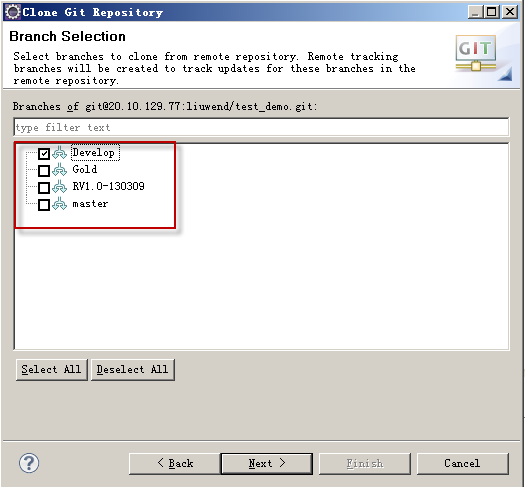 Clone Git Repository
Branch Selection
Select branches to clone from remote repository. Remote tracking
branches will be created to track updates for these branches in the
remote repository.
GIT
Branches of git@20.10.129.77:liuwend/test_demo.git:
type filter text
Develop
Gold
RV1.0-130309
master
Select All Deselect All
? < Back Next > Finish Cancel